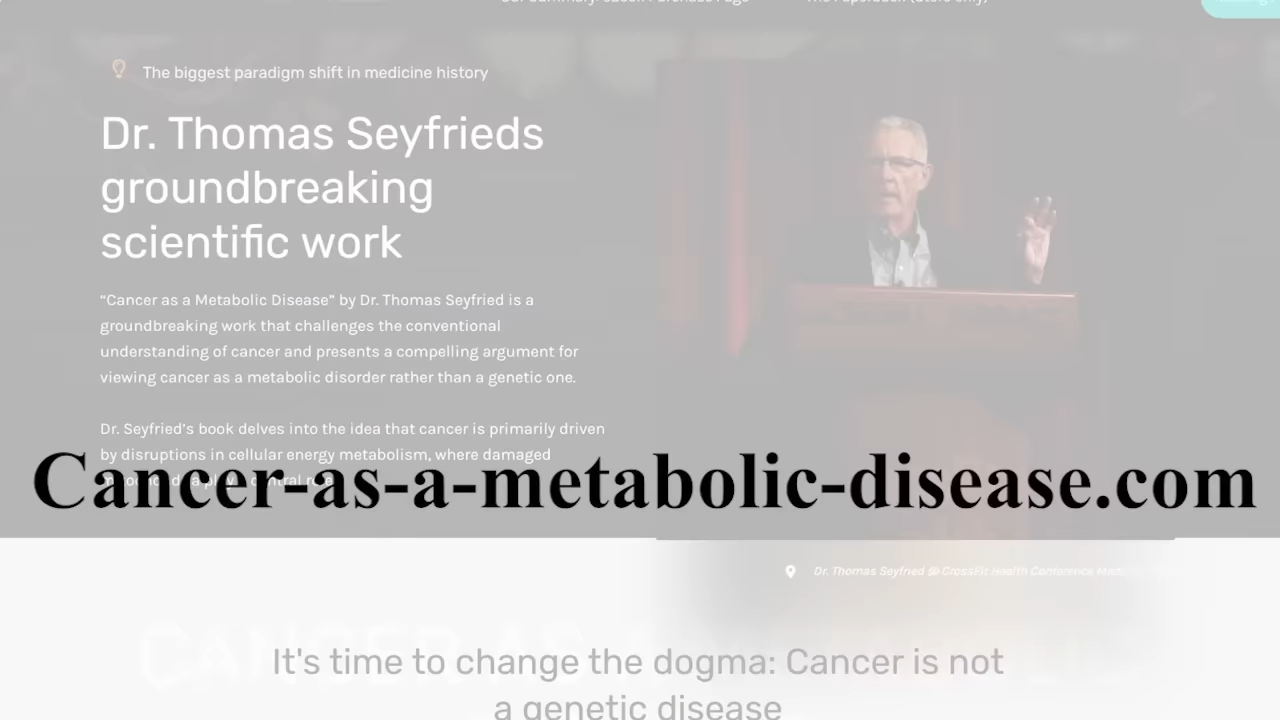 The biggest paradigm shift in medicine history
Dr. Thomas Seyfrieds
groundbreaking
scientific work
“Cancer as a Metabolic Disease” by Dr. Thomas Seyfried is a
groundbreaking work that challenges the conventional
understanding of cancer and presents a compelling argument for
viewing cancer as a metabolic disorder rather than a genetic one.
Dr. Seyfried's book delves into the idea that cancer is primarily driven
by disruptions in cellular energy metabolism, where damaged
Cancer-as-a-metabolic-disease.com
Dr. Thomas Seyfried @ CrossFit Health Conference
It's time to change the dogma: Cancer is not
a genetic disease